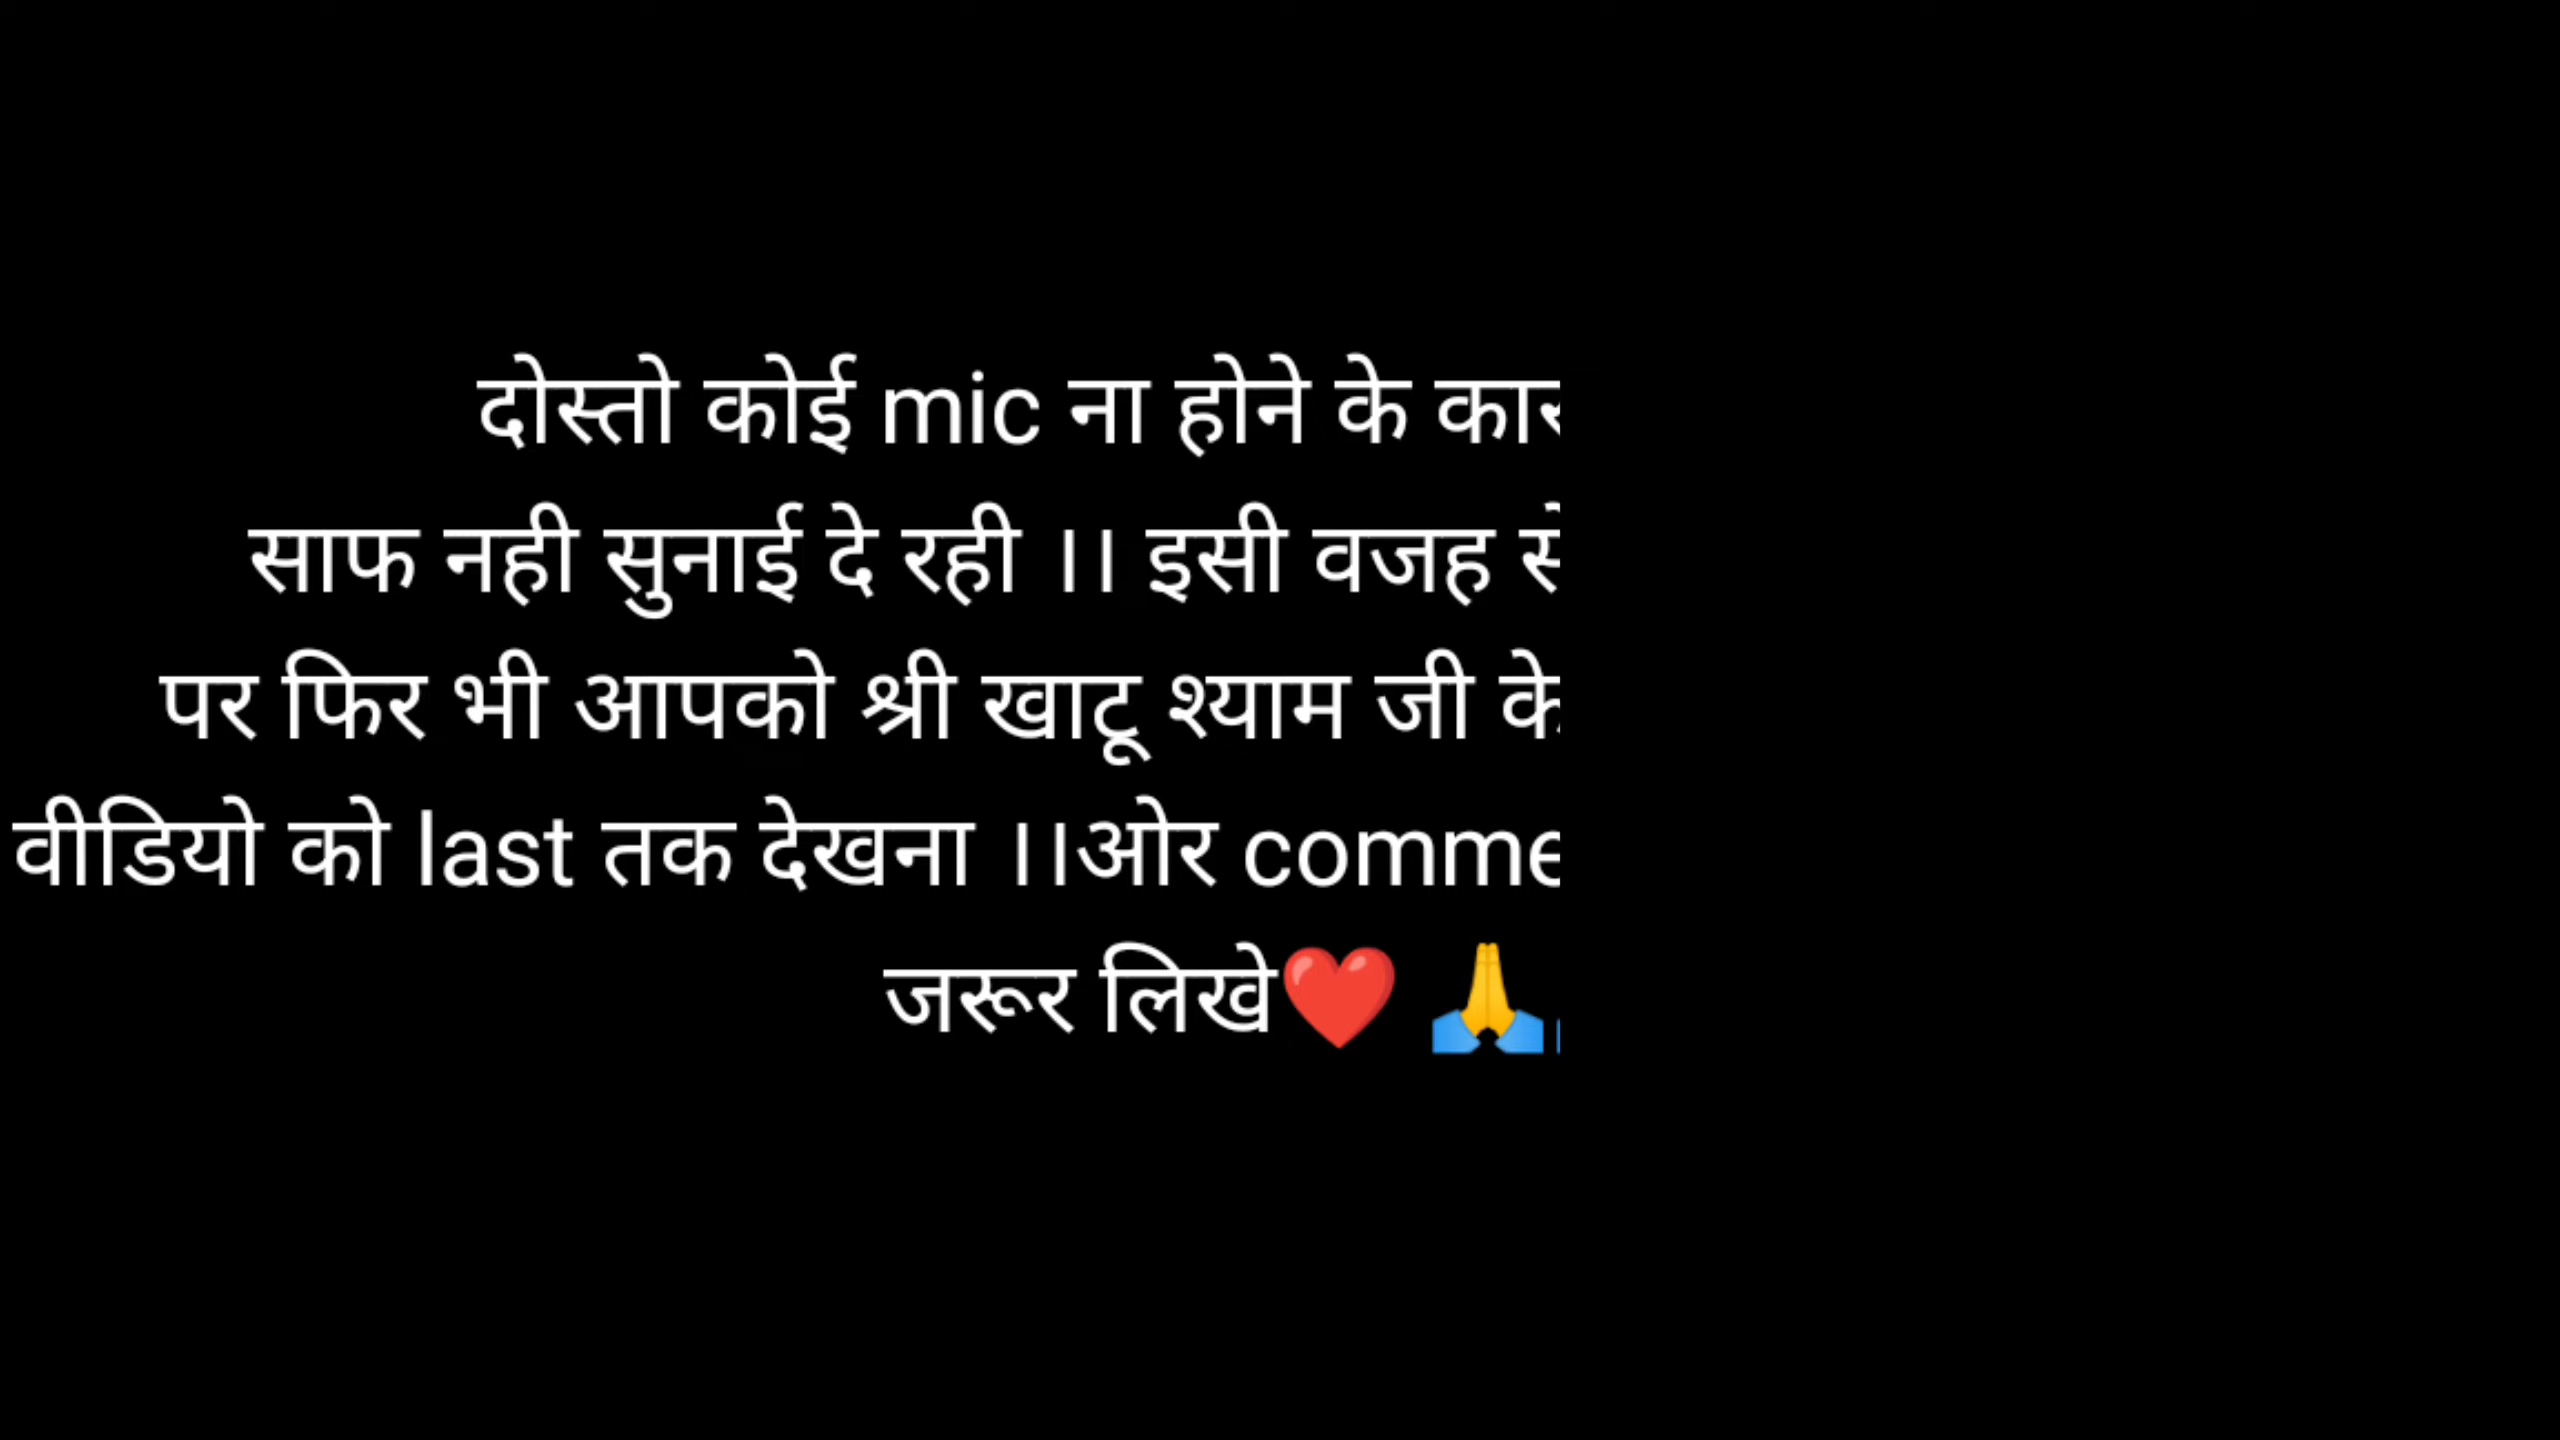 दोस्तो कोई mic ना होने के
साफ नही सुनाई दे रही ।। इसी वजह से
पर फिर भी आपको श्री खाटू श्याम जी के
वीडियो को last तक देखना ।।ओर
जरूर लिखे❤️ 🙏